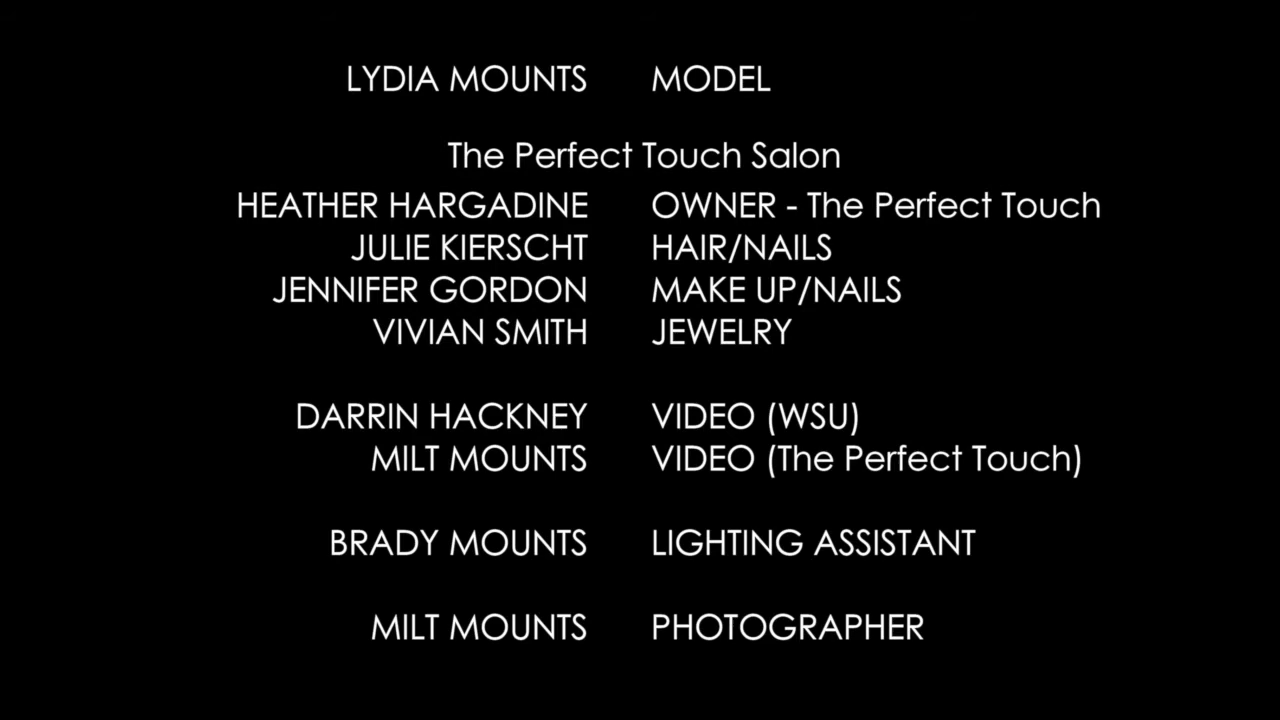 LYDIA MOUNTS MODEL
The Perfect Touch Salon
HEATHER HARGADINE OWNER - The Perfect Touch
JULIE KIERSCHT HAIR/NAILS
JENNIFER GORDON MAKE UP/NAILS
VIVIAN SMITH JEWELRY
DARRIN HACKNEY VIDEO (WSU)
MILT MOUNTS VIDEO (The Perfect Touch)
BRADY MOUNTS LIGHTING ASSISTANT
MILT MOUNTS PHOTOGRAPHER